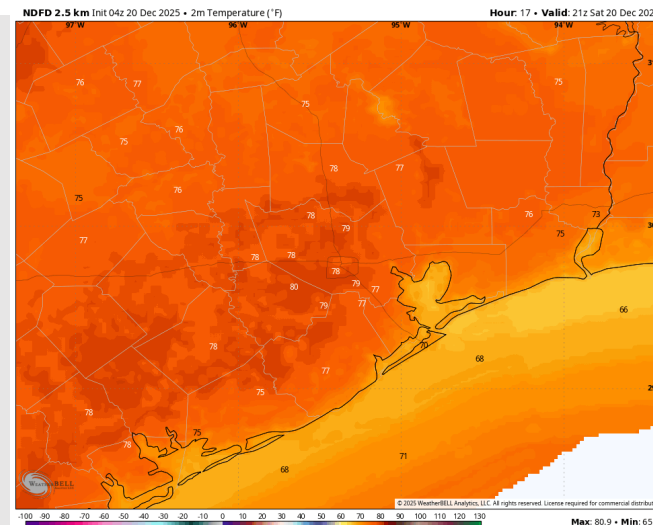 NDFD 2.5 km Init 04z 20 Dec 2025 • 2m Temperature (°F)
Hour: 17 • Valid: 21z Sat 20 Dec 202
97°W 96°W 95°W 94°W
76 77 75 75
76
75
78 77
75 76
78 76 73
77 79 75
78 78
78
80 79 77
79 77
66
78 70 68
77
75
78
78 75
71
68
WEATHERBELL
© 2025 WeatherBELL Analytics, LLC. All rights reserved. License required for commercial distribut
-100 -90 -80 -70 -60 -50 -40 -30 -20 -10 0 10 20 30 40 50 60 70 80 90 100 110 120 130
Max: 80.9 • Min: 65